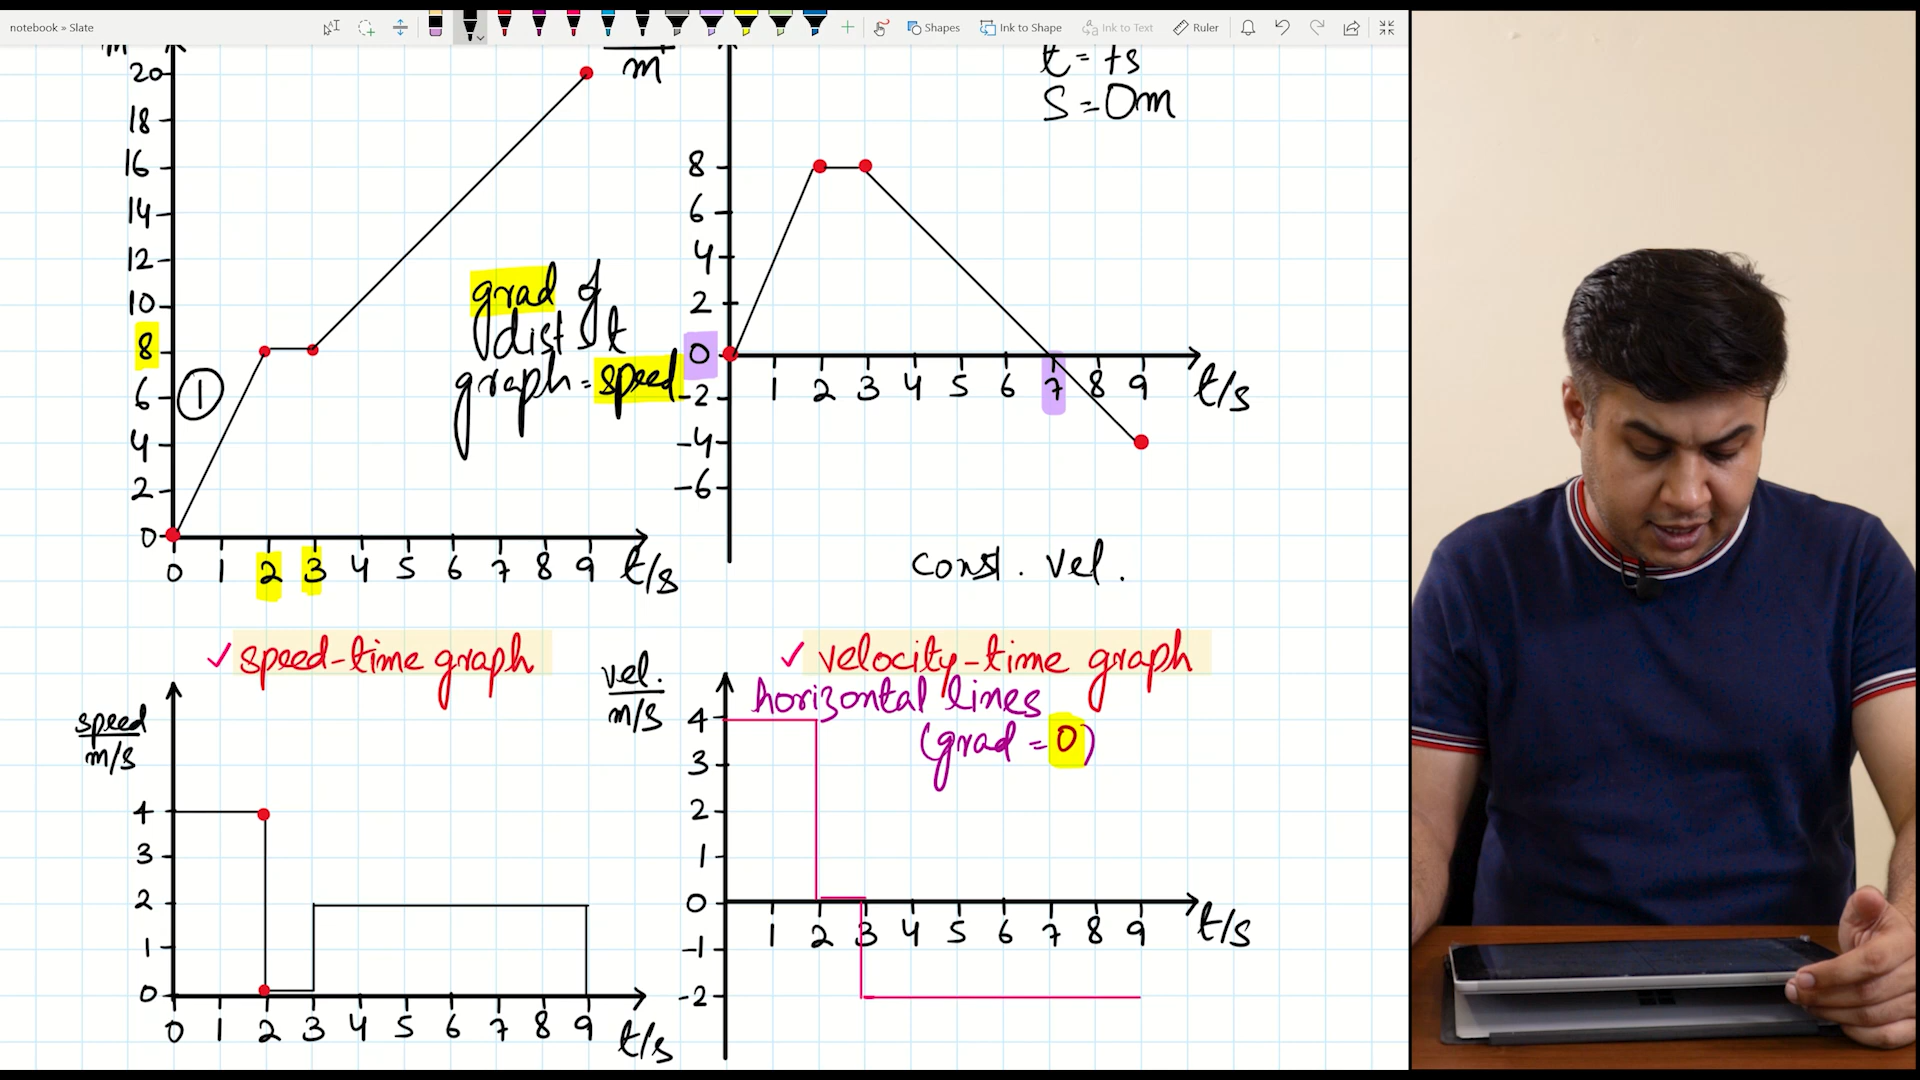 notebook » Slate
Shapes
Ink to Shape
Ink to Text
Ruler
m
20
18
16
14
12
10
8
6
4
2
0
0 1 2 3 4 5 6 7 8 9 t/s
①
grad of
dist
t
graph = speed
m
t = 7s
S = 0m
8
6
4
2
0
-2
-4
-6
1 2 3 4 5 6 7 8 9 t/s
const. vel.
✓ speed-time graph
speed
m/s
4
3
2
1
0
0 1 2 3 4 5 6 7 8 9 t/s
✓ velocity-time graph
vel.
m/s
horizontal lines
(grad = 0)
4
3
2
1
0
-1
-2
1 2 3 4 5 6 7 8 9 t/s